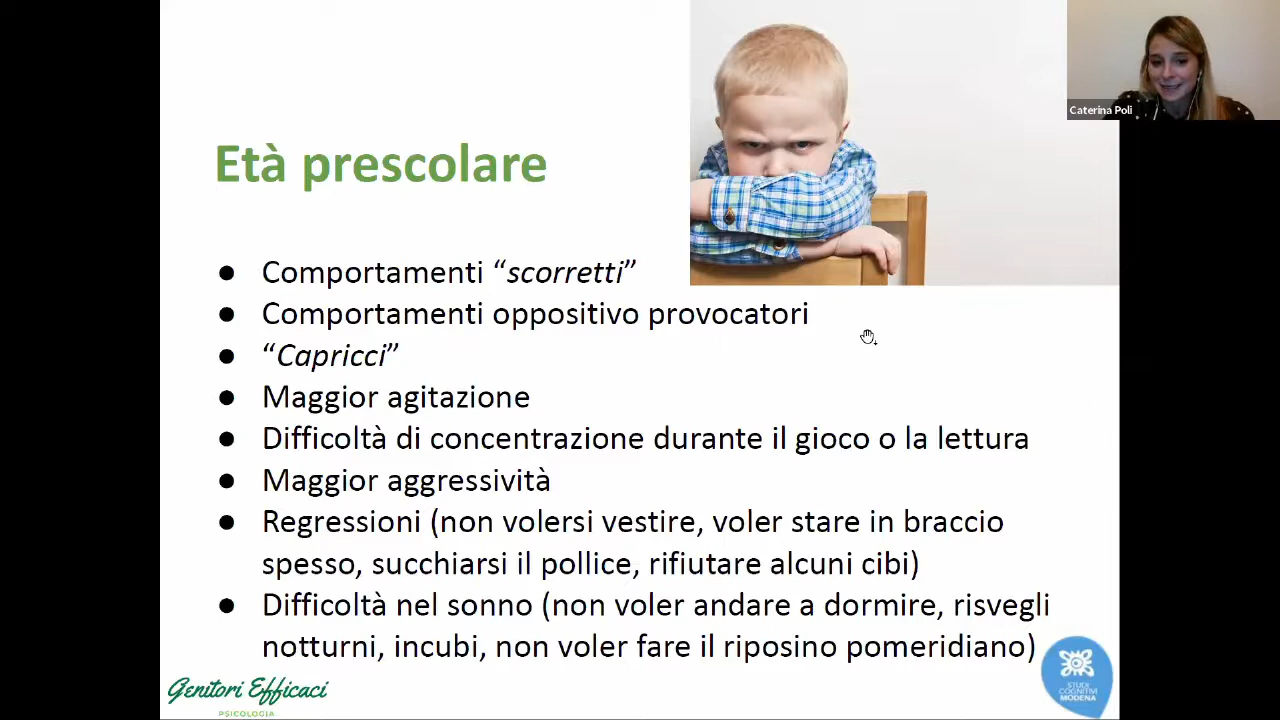 Caterina Poli
Età prescolare
● Comportamenti “scorretti”
● Comportamenti oppositivo provocatori
● “Capricci”
● Maggior agitazione
● Difficoltà di concentrazione durante il gioco o la lettura
● Maggior aggressività
● Regressioni (non volersi vestire, voler stare in braccio
spesso, succhiarsi il pollice, rifiutare alcuni cibi)
● Difficoltà nel sonno (non voler andare a dormire, risvegli
notturni, incubi, non voler fare il riposino pomeridiano)
Genitori Efficaci
PSICOLOGIA
STUDI
COGNITIVI
MODENA